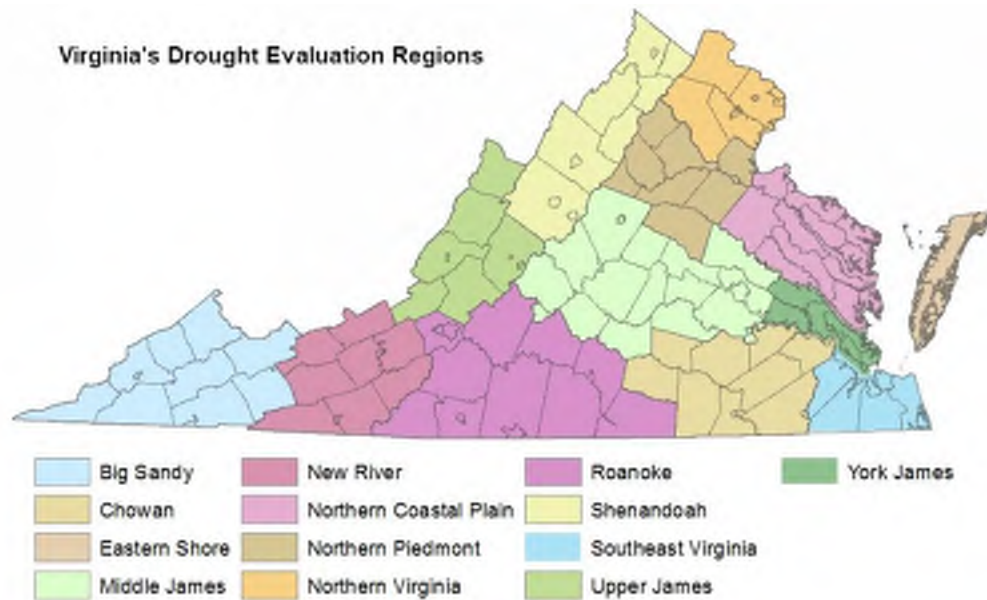 Virginia's Drought Evaluation Regions
Big Sandy
New River
Roanoke
York James
Chowan
Northern Coastal Plain
Shenandoah
Eastern Shore
Northern Piedmont
Southeast Virginia
Middle James
Northern Virginia
Upper James